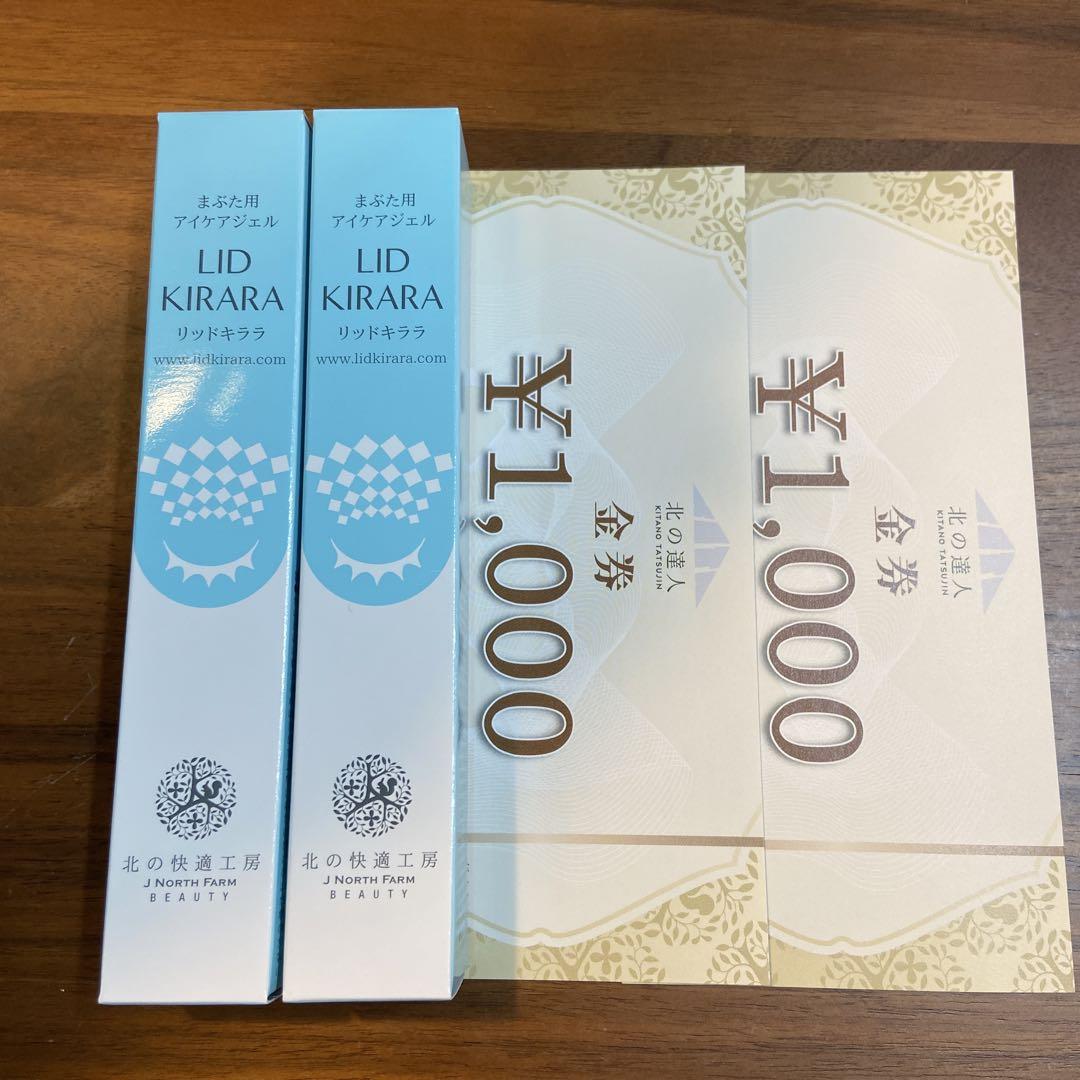 まぶた用
アイケアジェル
LID
KIRARA
リッドキララ
www.lidkirara.com
北の快適工房
J NORTH FARM
BEAUTY
まぶた用
アイケアジェル
LID
KIRARA
リッドキララ
www.lidkirara.com
北の快適工房
J NORTH FARM
BEAUTY
北の達人
KITANO TATSUJIN
金券
¥1,000
北の達人
KITANO TATSUJIN
金券
¥1,000